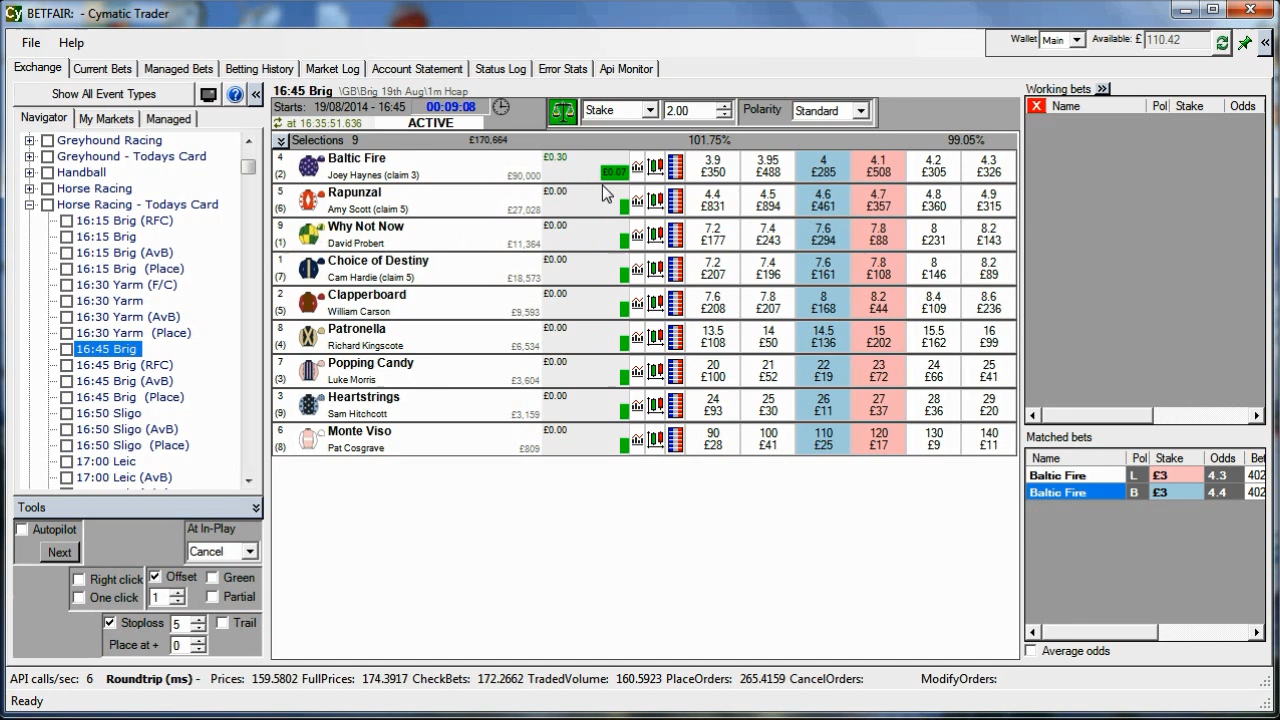 BETFAIR: - Cymatic Trader
File Help
Wallet Main Available: £ 110.42
Exchange Current Bets Managed Bets Betting History Market Log Account Statement Status Log Error Stats Api Monitor
Show All Event Types
Navigator My Markets Managed
Greyhound Racing
Greyhound - Todays Card
Handball
Horse Racing
Horse Racing - Todays Card
16:15 Brig (RFC)
16:15 Brig
16:15 Brig (AvB)
16:15 Brig (Place)
16:30 Yarm (F/C)
16:30 Yarm
16:30 Yarm (AvB)
16:30 Yarm (Place)
16:45 Brig
16:45 Brig (RFC)
16:45 Brig (AvB)
16:45 Brig (Place)
16:50 Sligo
16:50 Sligo (AvB)
16:50 Sligo (Place)
17:00 Leic
17:00 Leic (AvB)
Tools
Autopilot At In-Play
Next Cancel
Right click Offset Green
One click 1 Partial
Stoploss 5 Trail
Place at + 0
16:45 Brig \GB\Brig 19th Aug\1m Hcap
Starts: 19/08/2014 - 16:45 00:09:08
at 16:35:51.636 ACTIVE
Stake 2.00 Polarity Standard
Selections 9 £170,664 101.75% 99.05%
4 Baltic Fire £0.30 3.9 3.95 4 4.1 4.2 4.3
(2) Joey Haynes (claim 3) £90,000 £0.07 £350 £488 £285 £508 £305 £326
5 Rapunzal £0.00 4.4 4.5 4.6 4.7 4.8 4.9
(6) Amy Scott (claim 5) £27,028 £831 £894 £461 £357 £360 £315
9 Why Not Now £0.00 7.2 7.4 7.6 7.8 8 8.2
(1) David Probert £11,364 £177 £243 £294 £88 £231 £143
1 Choice of Destiny £0.00 7.2 7.4 7.6 7.8 8 8.2
(7) Cam Hardie (claim 5) £18,573 £207 £196 £161 £108 £146 £89
2 Clapperboard £0.00 7.6 7.8 8 8.2 8.4 8.6
(5) William Carson £9,593 £208 £207 £168 £44 £109 £236
8 Patronella £0.00 13.5 14 14.5 15 15.5 16
(4) Richard Kingscote £6,534 £108 £50 £136 £202 £162 £99
7 Popping Candy £0.00 20 21 22 23 24 25
(3) Luke Morris £3,604 £100 £52 £19 £72 £66 £41
3 Heartstrings £0.00 24 25 26 27 28 29
(9) Sam Hitchcott £3,159 £93 £30 £11 £37 £36 £20
6 Monte Viso £0.00 90 100 110 120 130 140
(8) Pat Cosgrave £809 £28 £41 £25 £17 £9 £11
Working bets
X Name Pol Stake Odds
Matched bets
Name Pol Stake Odds Bet
Baltic Fire L £3 4.3 402
Baltic Fire B £3 4.4 402
Average odds
API calls/sec: 6 Roundtrip (ms) - Prices: 159.5802 FullPrices: 174.3917 CheckBets: 172.2662 TradedVolume: 160.5923 PlaceOrders: 265.4159 CancelOrders: ModifyOrders:
Ready